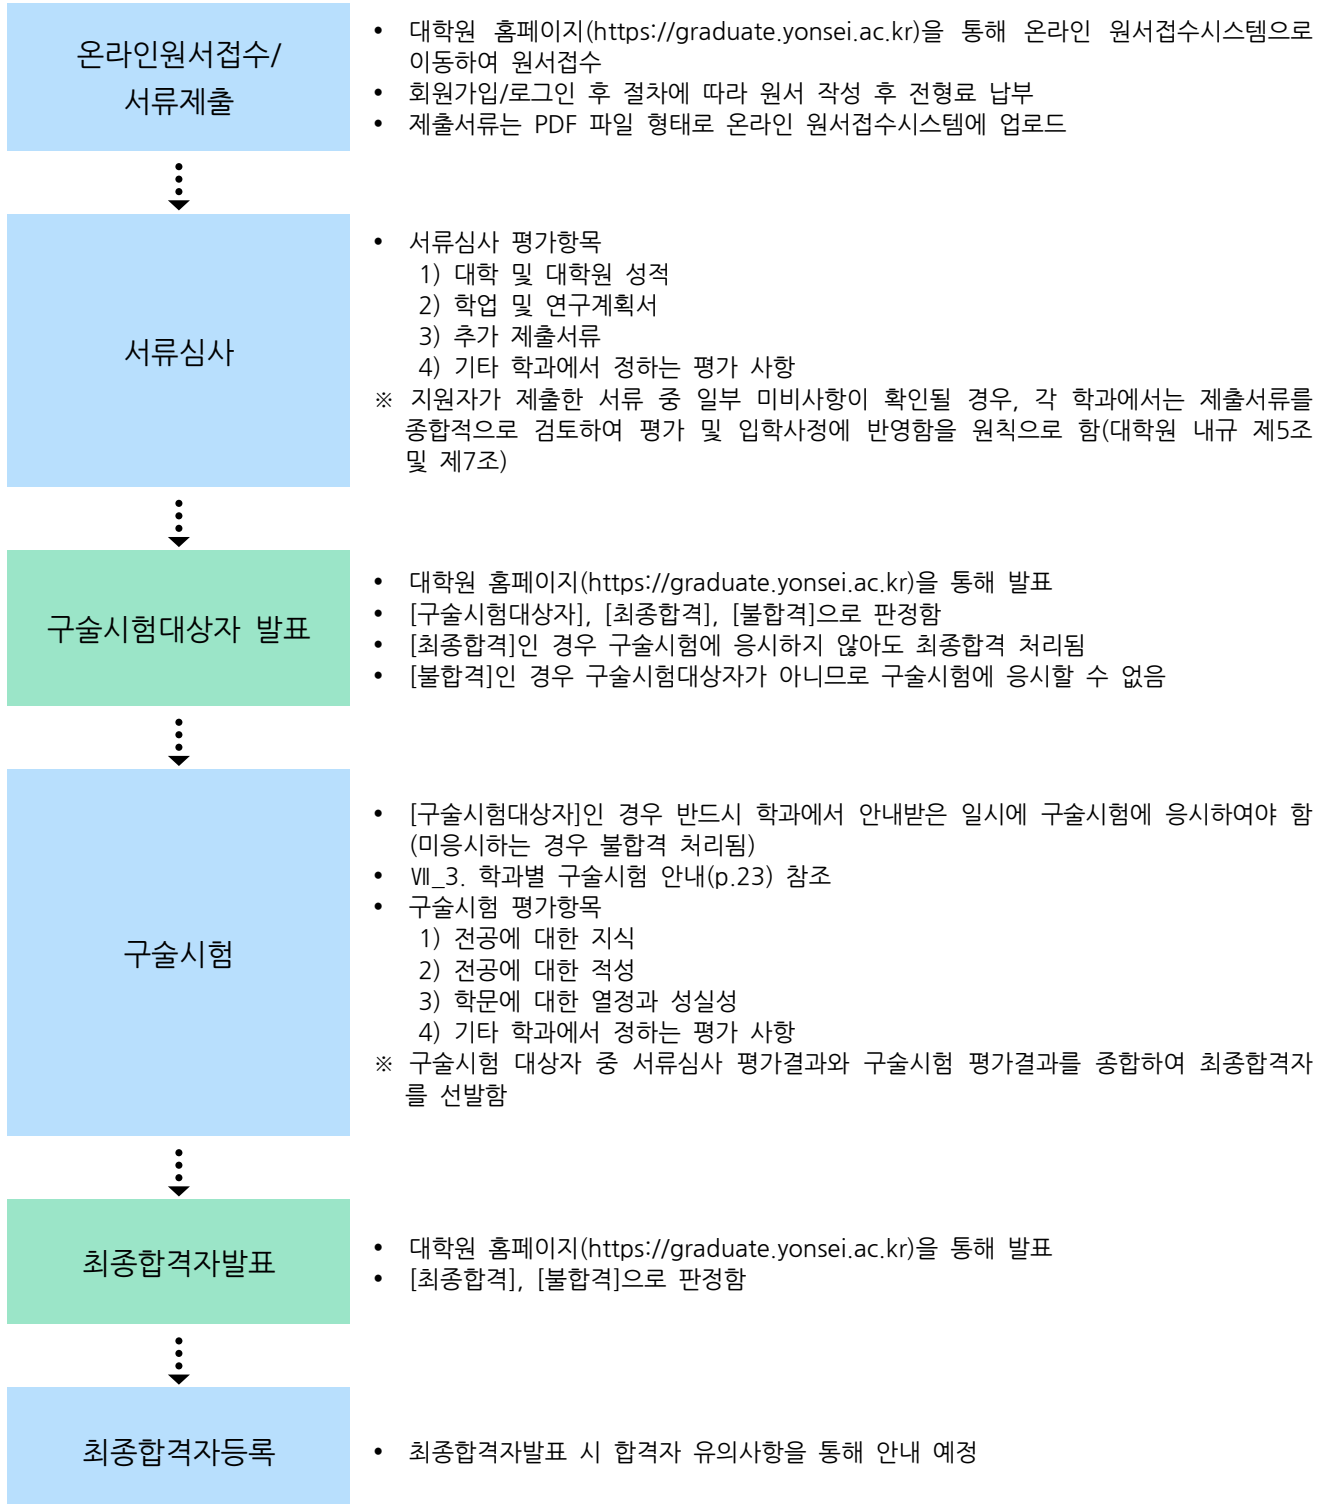 온라인원서접수/
서류제출
• 대학원 홈페이지(https://graduate.yonsei.ac.kr)을 통해 온라인 원서접수시스템으로
이동하여 원서접수
• 회원가입/로그인 후 절차에 따라 원서 작성 후 전형료 납부
• 제출서류는 PDF 파일 형태로 온라인 원서접수시스템에 업로드
서류심사
• 서류심사 평가항목
1) 대학 및 대학원 성적
2) 학업 및 연구계획서
3) 추가 제출서류
4) 기타 학과에서 정하는 평가 사항
※ 지원자가 제출한 서류 중 일부 미비사항이 확인될 경우, 각 학과에서는 제출서류를
종합적으로 검토하여 평가 및 입학사정에 반영함을 원칙으로 함(대학원 내규 제5조
및 제7조)
구술시험대상자 발표
• 대학원 홈페이지(https://graduate.yonsei.ac.kr)을 통해 발표
• [구술시험대상자], [최종합격], [불합격]으로 판정함
• [최종합격]인 경우 구술시험에 응시하지 않아도 최종합격 처리됨
• [불합격]인 경우 구술시험대상자가 아니므로 구술시험에 응시할 수 없음
구술시험
• [구술시험대상자]인 경우 반드시 학과에서 안내받은 일시에 구술시험에 응시하여야 함
(미응시하는 경우 불합격 처리됨)
• Ⅶ_3. 학과별 구술시험 안내(p.23) 참조
• 구술시험 평가항목
1) 전공에 대한 지식
2) 전공에 대한 적성
3) 학문에 대한 열정과 성실성
4) 기타 학과에서 정하는 평가 사항
※ 구술시험 대상자 중 서류심사 평가결과와 구술시험 평가결과를 종합하여 최종합격자
를 선발함
최종합격자발표
• 대학원 홈페이지(https://graduate.yonsei.ac.kr)을 통해 발표
• [최종합격], [불합격]으로 판정함
최종합격자등록
• 최종합격자발표 시 합격자 유의사항을 통해 안내 예정